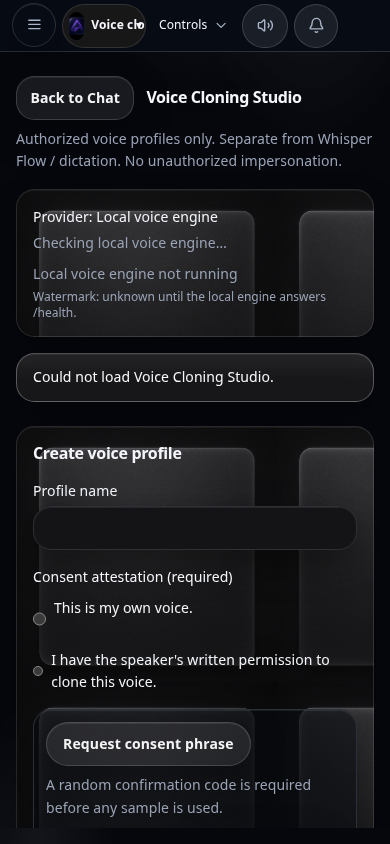 Voice clo
Controls
Back to Chat
Voice Cloning Studio
Authorized voice profiles only. Separate from Whisper
Flow / dictation. No unauthorized impersonation.
Provider: Local voice engine
Checking local voice engine…
Local voice engine not running
Watermark: unknown until the local engine answers
/health.
Could not load Voice Cloning Studio.
Create voice profile
Profile name
Consent attestation (required)
This is my own voice.
I have the speaker's written permission to
clone this voice.
Request consent phrase
A random confirmation code is required
before any sample is used.